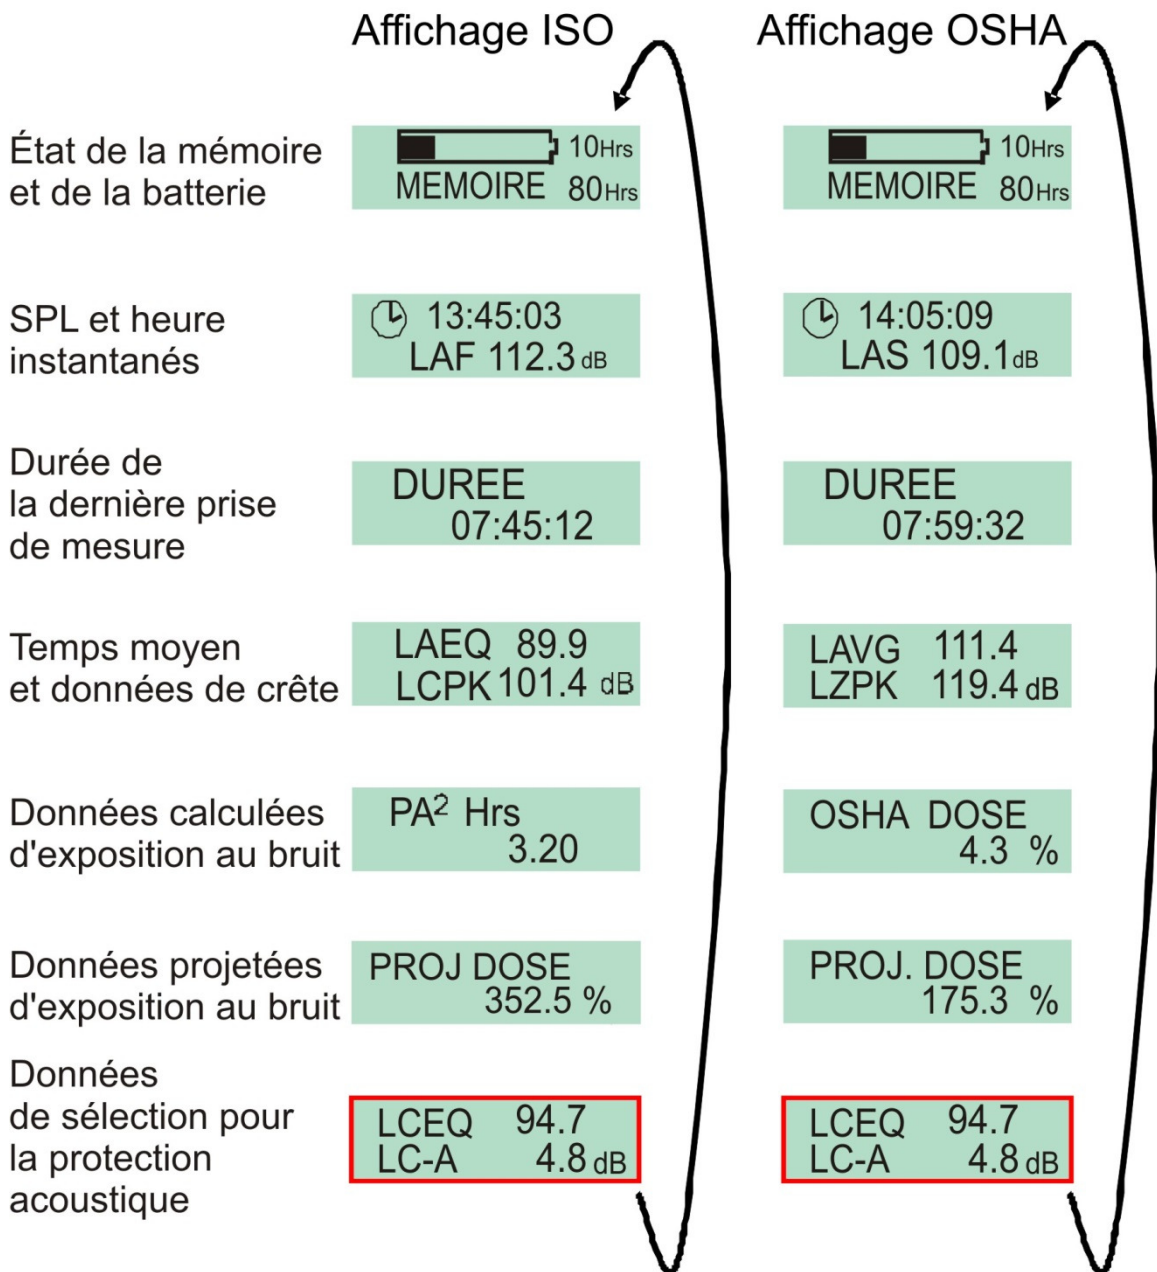 Affichage ISO
Affichage OSHA
État de la mémoire
et de la batterie
10Hrs
MEMOIRE 80Hrs
10Hrs
MEMOIRE 80Hrs
SPL et heure
instantanés
13:45:03
LAF 112.3 dB
14:05:09
LAS 109.1dB
Durée de
la dernière prise
de mesure
DUREE
07:45:12
DUREE
07:59:32
Temps moyen
et données de crête
LAEQ 89.9
LCPK 101.4 dB
LAVG 111.4
LZPK 119.4 dB
Données calculées
d'exposition au bruit
PA² Hrs
3.20
OSHA DOSE
4.3 %
Données projetées
d'exposition au bruit
PROJ DOSE
352.5 %
PROJ. DOSE
175.3 %
Données
de sélection pour
la protection
acoustique
LCEQ 94.7
LC-A 4.8 dB
LCEQ 94.7
LC-A 4.8 dB